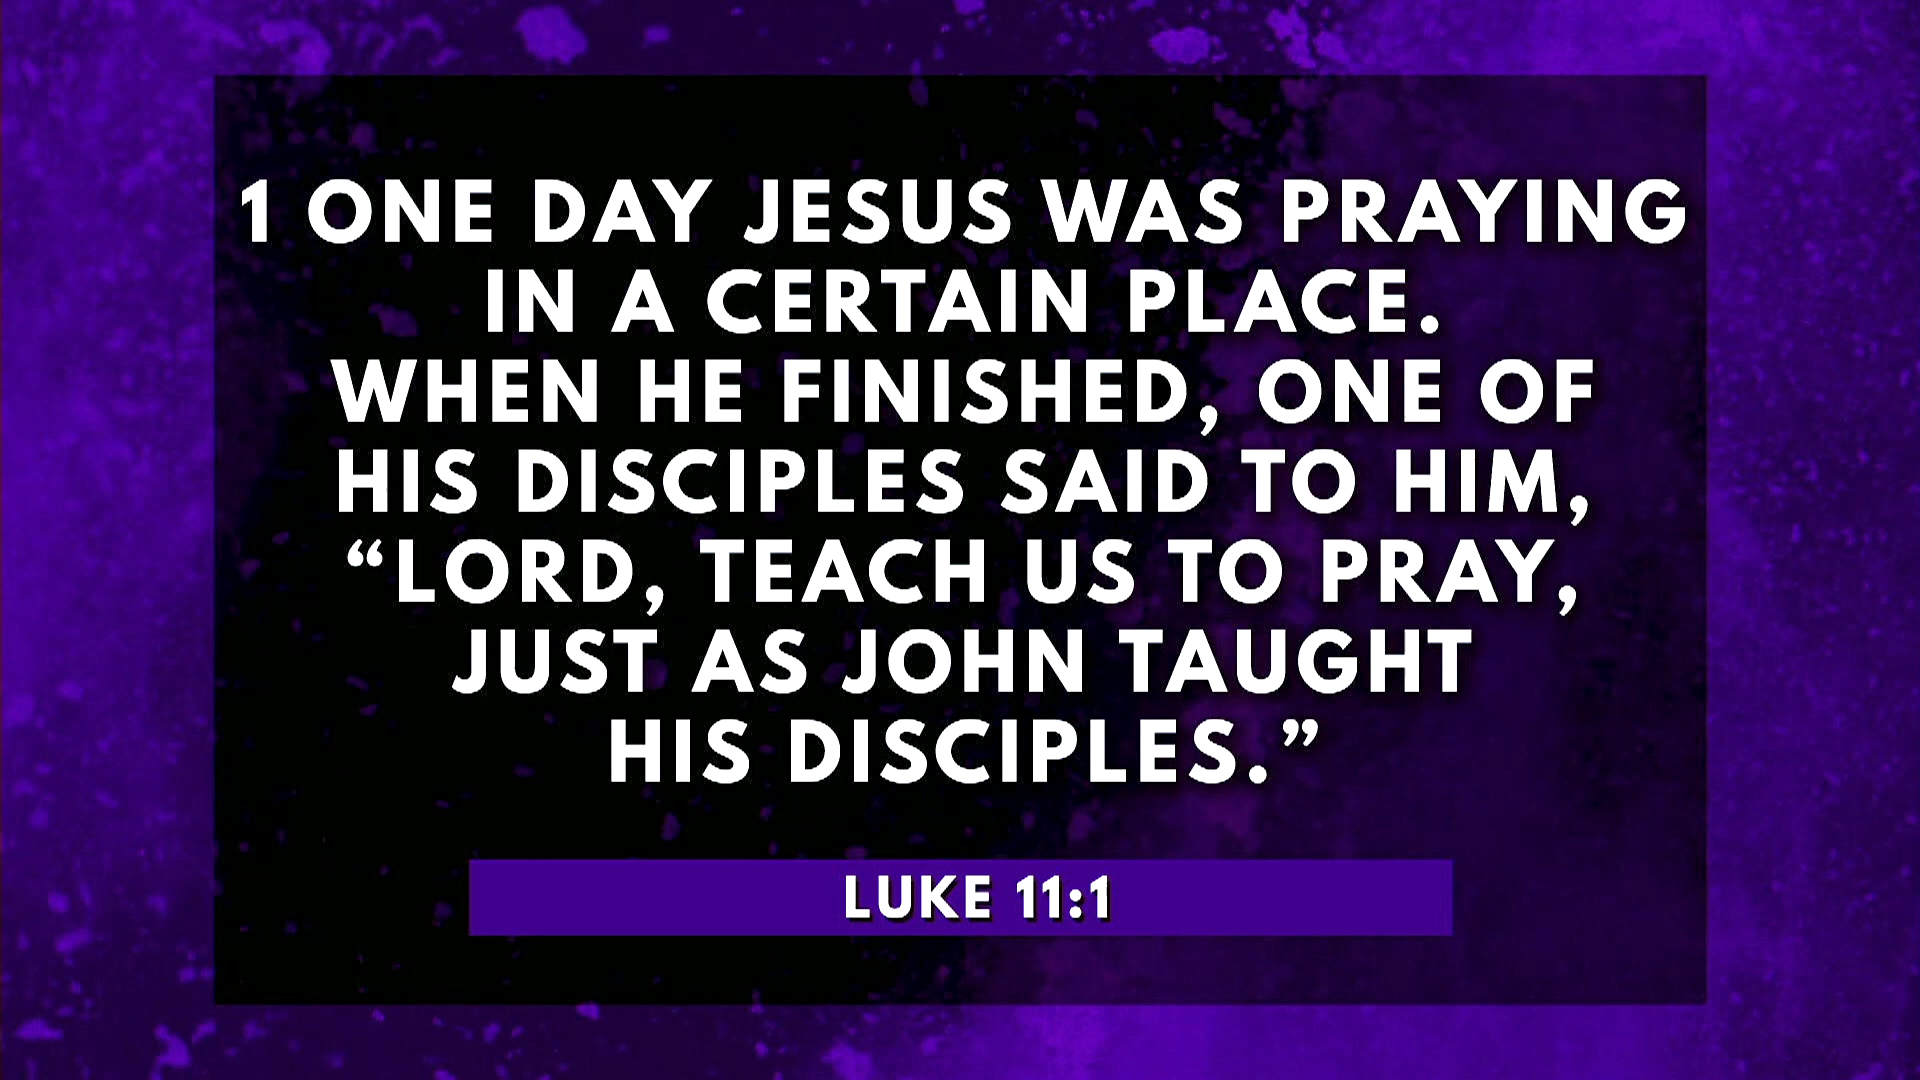 1 ONE DAY JESUS WAS PRAYING
IN A CERTAIN PLACE.
WHEN HE FINISHED, ONE OF
HIS DISCIPLES SAID TO HIM,
“LORD, TEACH US TO PRAY,
JUST AS JOHN TAUGHT
HIS DISCIPLES.”
LUKE 11:1